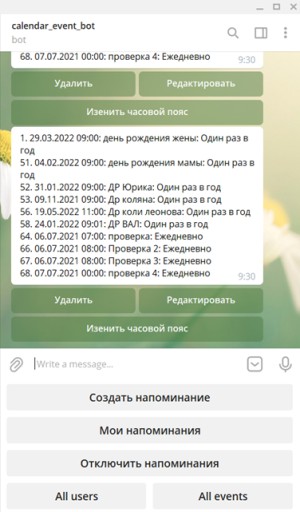 calendar_event_bot
bot
68. 07.07.2021 00:00: проверка 4: Ежедневно
9:30
Удалить
Редактировать
Изенить часовой пояс
1. 29.03.2022 09:00: день рождения жены: Один раз в
год
51. 04.02.2022 09:00: день рождения мамы: Один раз в
год
52. 31.01.2022 09:00: ДР Юрика: Один раз в год
53. 09.11.2021 09:00: Др коляна: Один раз в год
56. 19.05.2022 11:00: Др коли леонова: Один раз в год
58. 24.01.2022 09:01: ДР ВАЛ: Один раз в год
64. 06.07.2021 07:00: проверка: Ежедневно
66. 06.07.2021 08:00: Проверка 2: Ежедневно
67. 06.07.2021 08:00: Проверка 3: Ежедневно
68. 07.07.2021 00:00: проверка 4: Ежедневно
9:30
Удалить
Редактировать
Изенить часовой пояс
Write a message...
Создать напоминание
Мои напоминания
Отключить напоминания
All users
All events